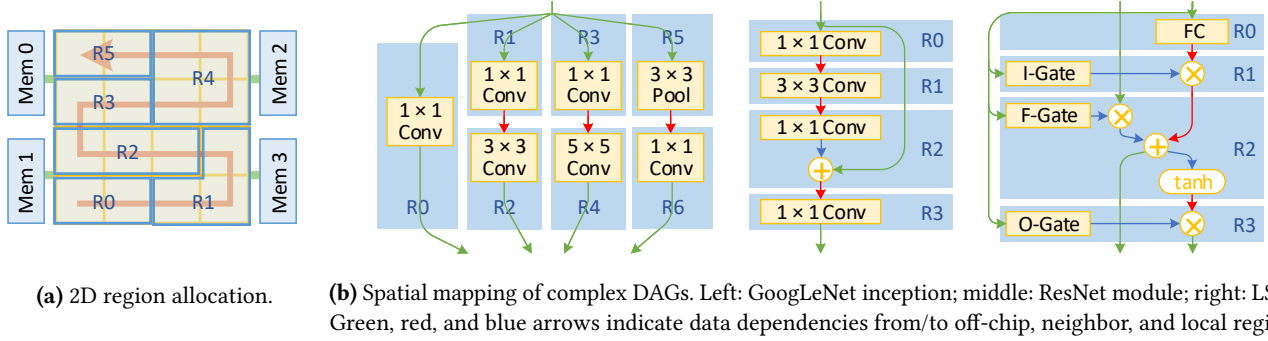 Mem 0
Mem 1
R5
R3
R4
R2
R0
R1
Mem 2
Mem 3
R0
1 × 1
Conv
R1
1 × 1
Conv
3 × 3
Conv
R2
R3
1 × 1
Conv
5 × 5
Conv
R4
R5
3 × 3
Pool
1 × 1
Conv
R6
1 × 1 Conv
R0
3 × 3 Conv
R1
1 × 1 Conv
+
R2
1 × 1 Conv
R3
FC
R0
I-Gate
×
R1
F-Gate
×
+
R2
tanh
O-Gate
×
R3
(a) 2D region allocation.
(b) Spatial mapping of complex DAGs. Left: GoogLeNet inception; middle: ResNet module; right: LS
Green, red, and blue arrows indicate data dependencies from/to off-chip, neighbor, and local regi